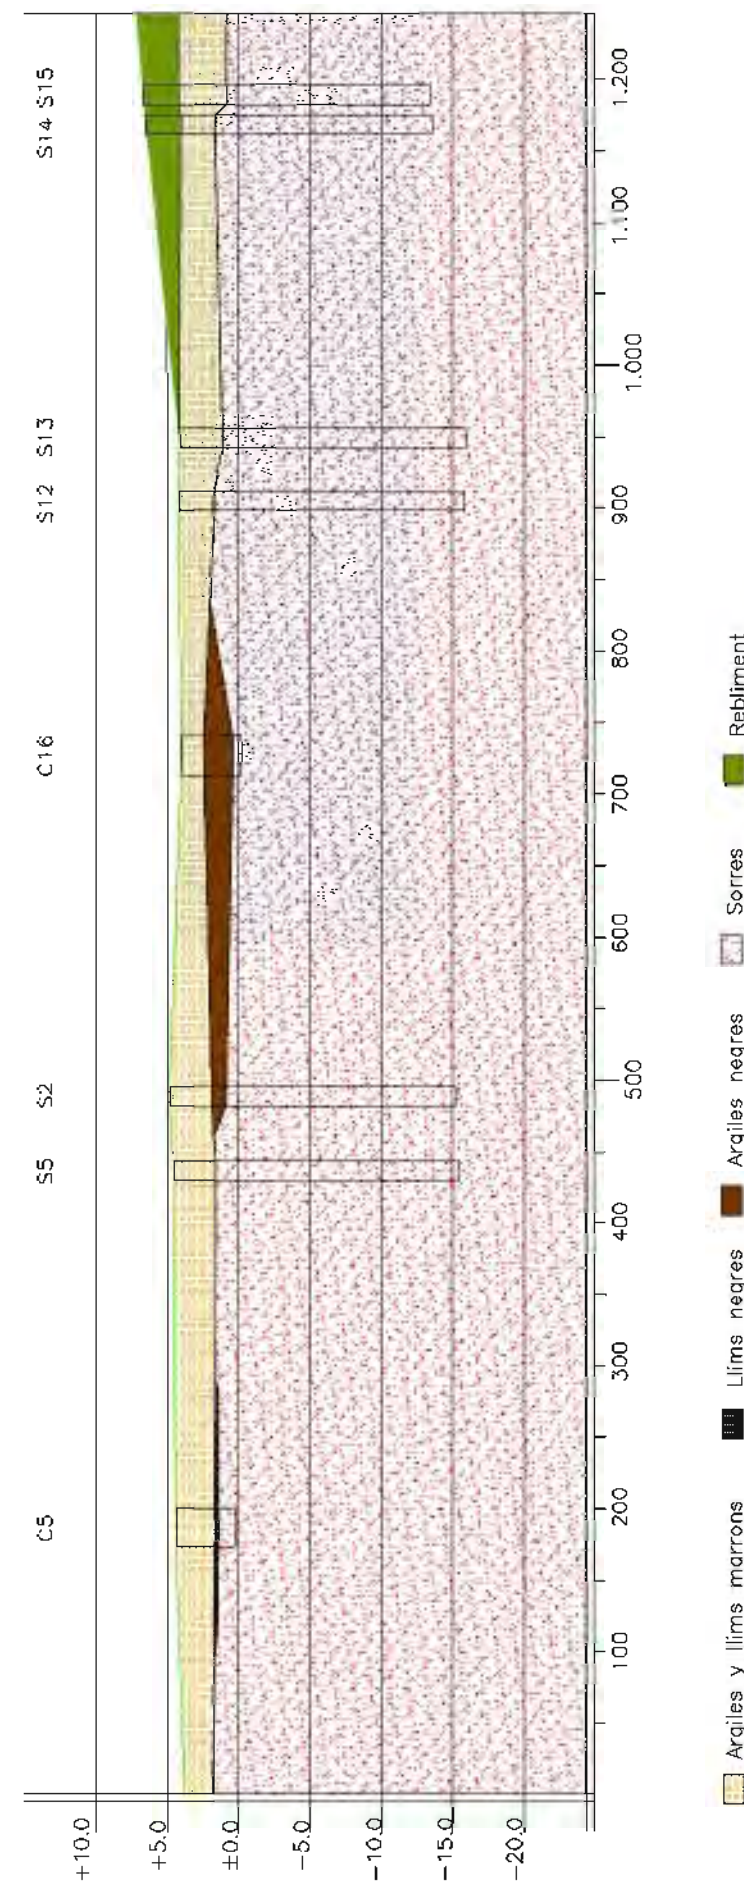 C5 S5 S2 C16 S12 S13 S14 S15
+10.0
+5.0
±0.0
-5.0
-10.0
-15.0
-20.0
100 200 300 400 500 600 700 800 900 1.000 1.100 1.200
Argiles y llims marrons Llims negres Argiles negres Sorres Rebliment